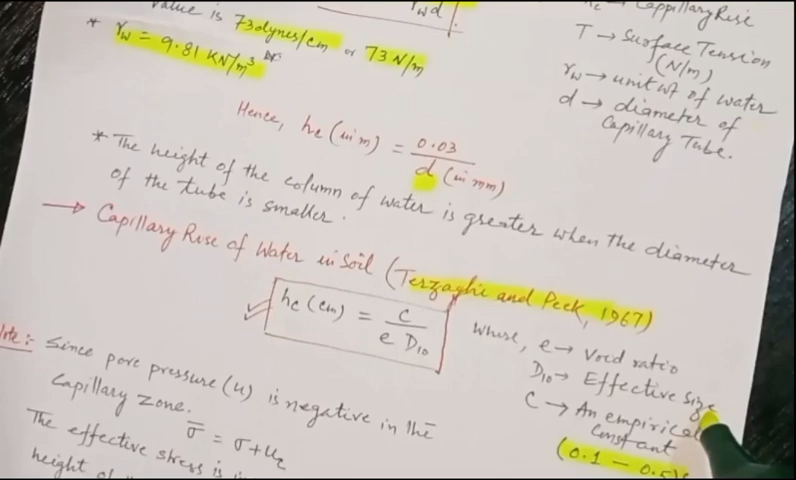 value is 73 dynes/cm or 73 N/m
γwd
* γw = 9.81 KN/m³
Cappillary Rise
T → Surface Tension
(N/m)
γw → unit wt of water
d → diameter of
Capillary Tube.
Hence, hc (in m) = 0.03 / d (in mm)
* The height of the column of water is greater when the diameter
of the tube is smaller.
→ Capillary Rise of Water in Soil (Terzaghi and Peck, 1967)
hc (cm) = C / e D10
Where, e → Void ratio
D10 → Effective Size
C → An empirical
constant
(0.1 - 0.5)
Note:- Since pore pressure (u) is negative in the
Capillary zone.
σ̄ = σ + u
The effective stress is
height of